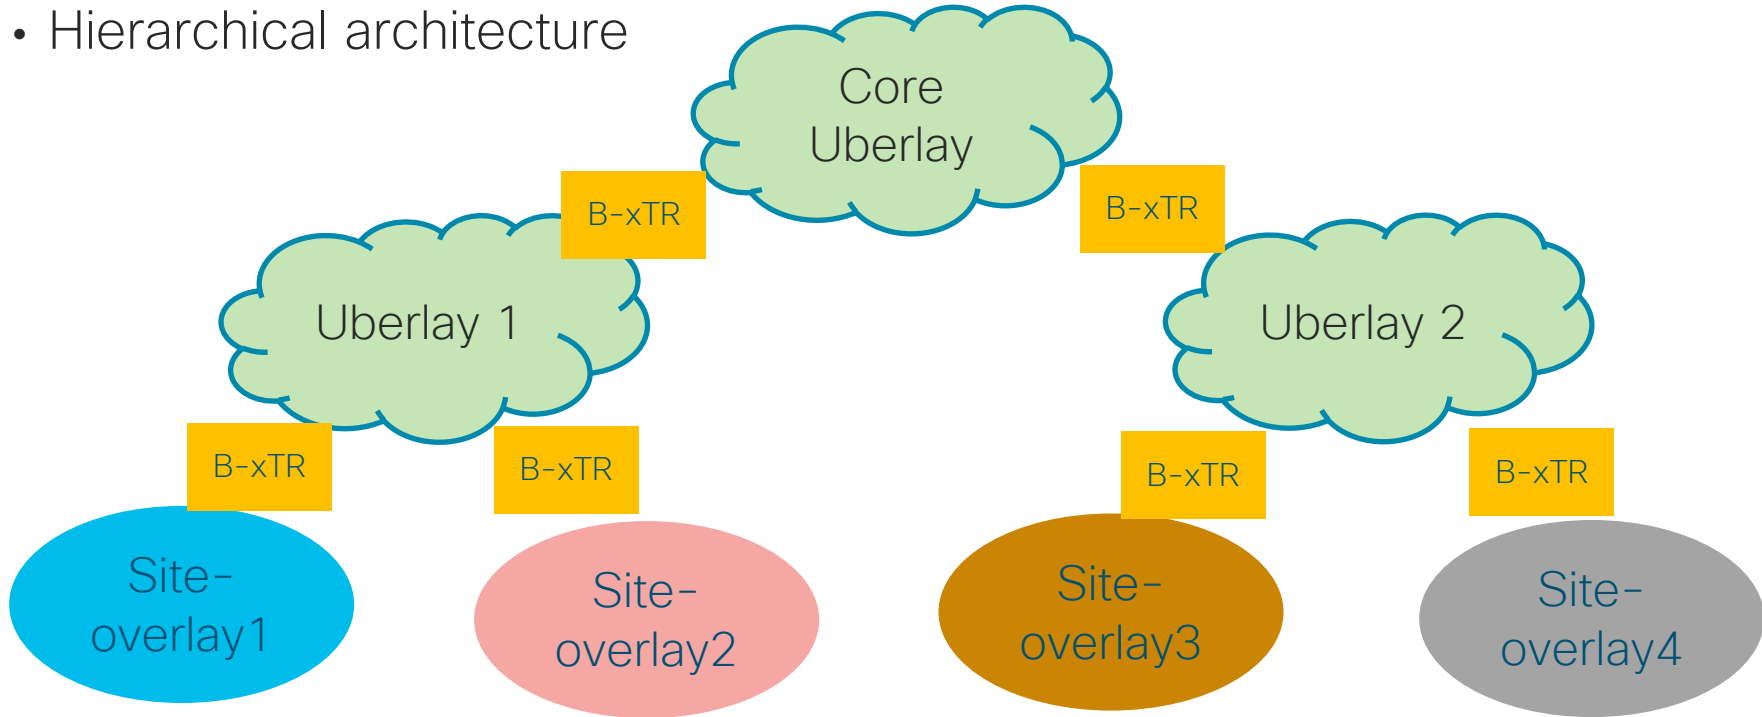 • Hierarchical architecture
Core
Uberlay
B-xTR
B-xTR
Uberlay 1
Uberlay 2
B-xTR
B-xTR
B-xTR
B-xTR
Site-
overlay1
Site-
overlay2
Site-
overlay3
Site-
overlay4